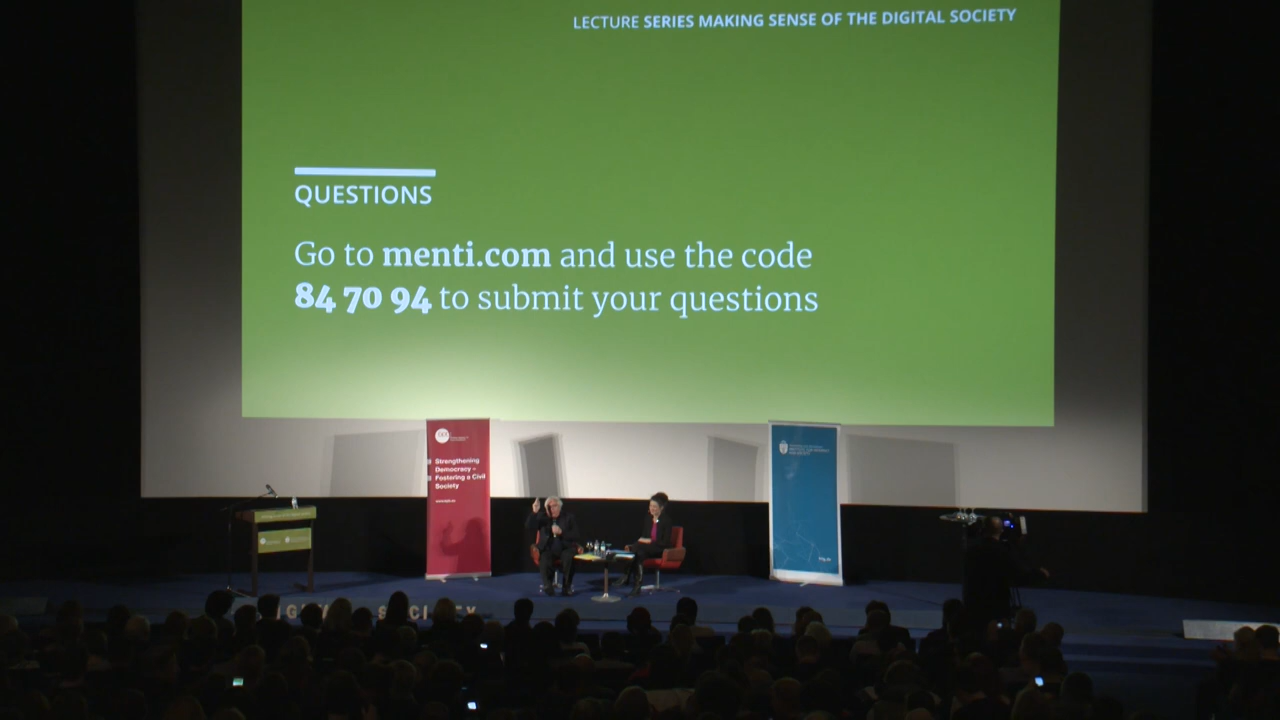 LECTURE SERIES MAKING SENSE OF THE DIGITAL SOCIETY
QUESTIONS
Go to menti.com and use the code
84 70 94 to submit your questions
Strengthening
Democracy –
Fostering a Civil
Society
SOCIETY